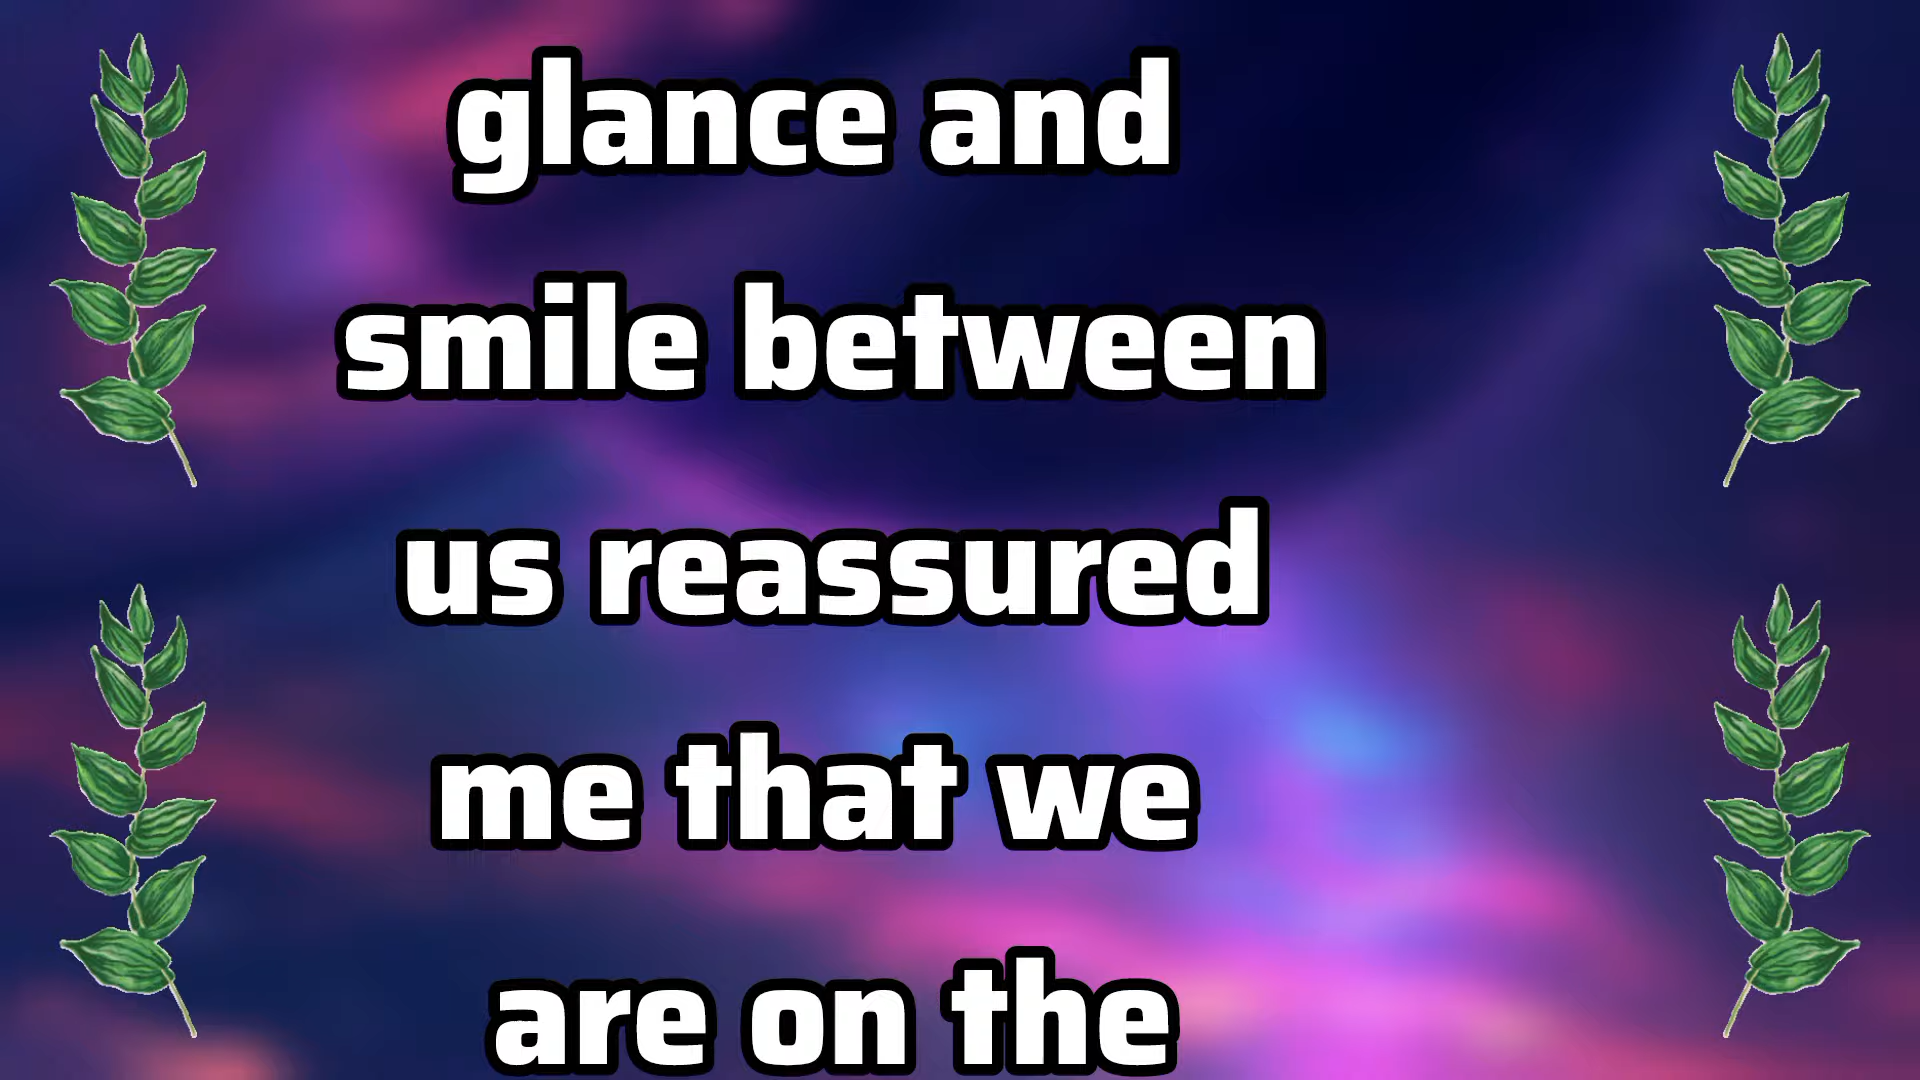 glance and
smile between
us reassured
me that we
are on the